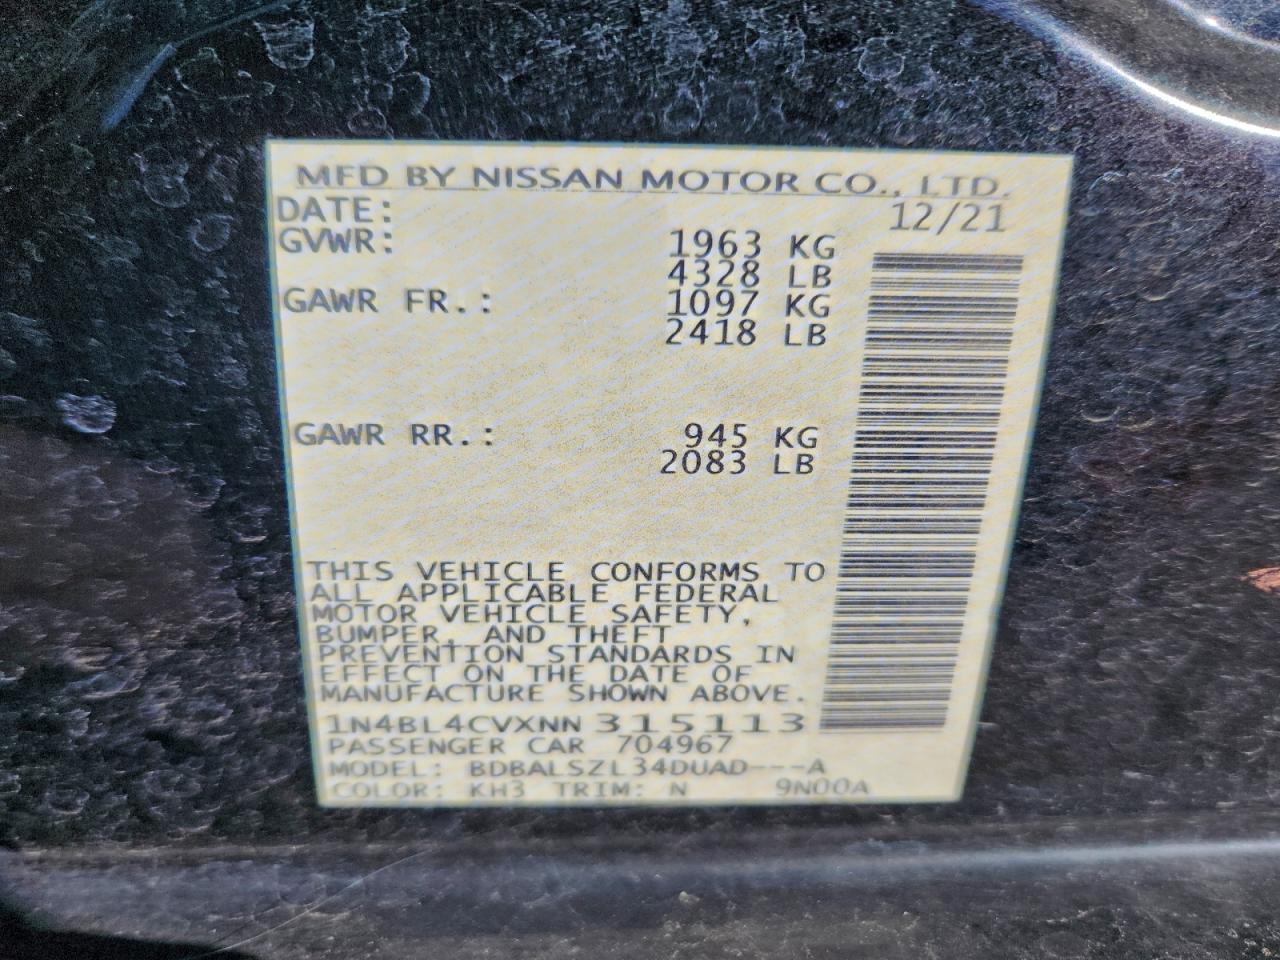 MFD BY NISSAN MOTOR CO., LTD.
DATE: 12/21
GVWR: 1963 KG
4328 LB
GAWR FR.: 1097 KG
2418 LB
GAWR RR.: 945 KG
2083 LB
THIS VEHICLE CONFORMS TO
ALL APPLICABLE FEDERAL
MOTOR VEHICLE SAFETY,
BUMPER, AND THEFT
PREVENTION STANDARDS IN
EFFECT ON THE DATE OF
MANUFACTURE SHOWN ABOVE.
1N4BL4CVXNN315113
PASSENGER CAR 704967
MODEL: BDBALSZL34DUAD---A
COLOR: KH3 TRIM: N 9N00A